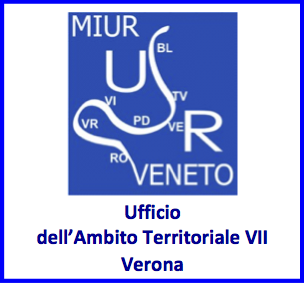 MIUR
BL
U
VI
TV
PD
VR
VE
R
RO
VENETO
Ufficio
dell'Ambito Territoriale VII
Verona